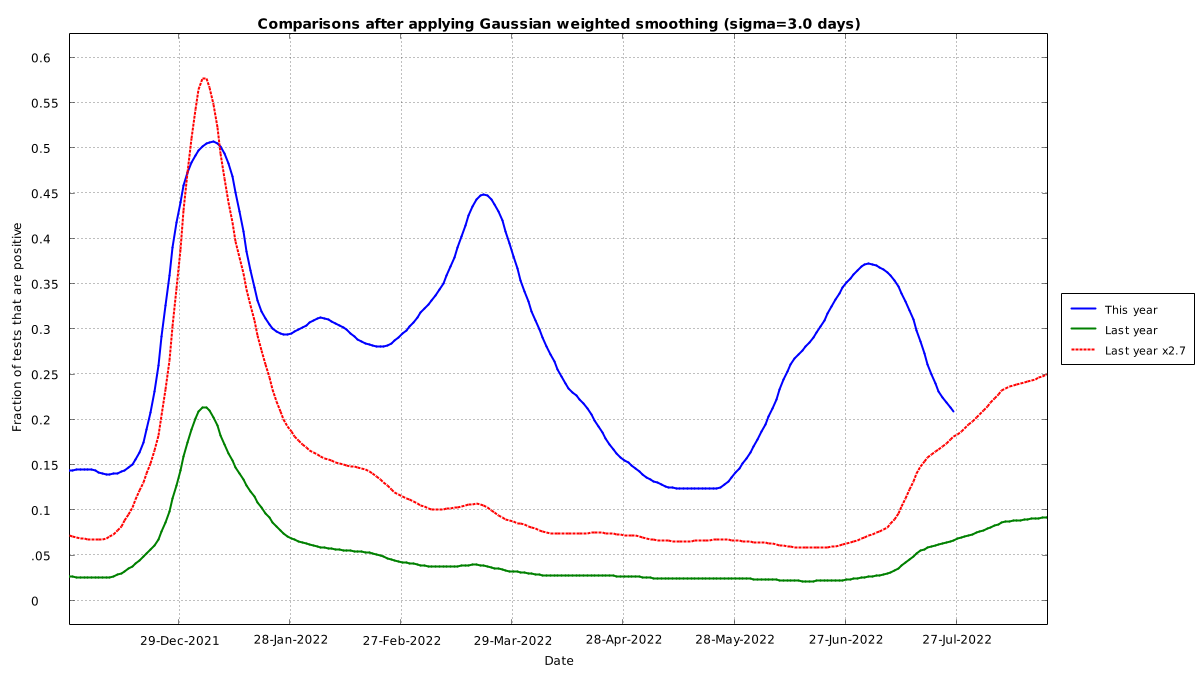 Comparisons after applying Gaussian weighted smoothing (sigma=3.0 days)
0.6
0.55
0.5
0.45
0.4
0.35
0.3
0.25
0.2
0.15
0.1
.05
0
Fraction of tests that are positive
29-Dec-2021
28-Jan-2022
27-Feb-2022
29-Mar-2022
28-Apr-2022
28-May-2022
27-Jun-2022
27-Jul-2022
Date
This year
Last year
Last year x2.7